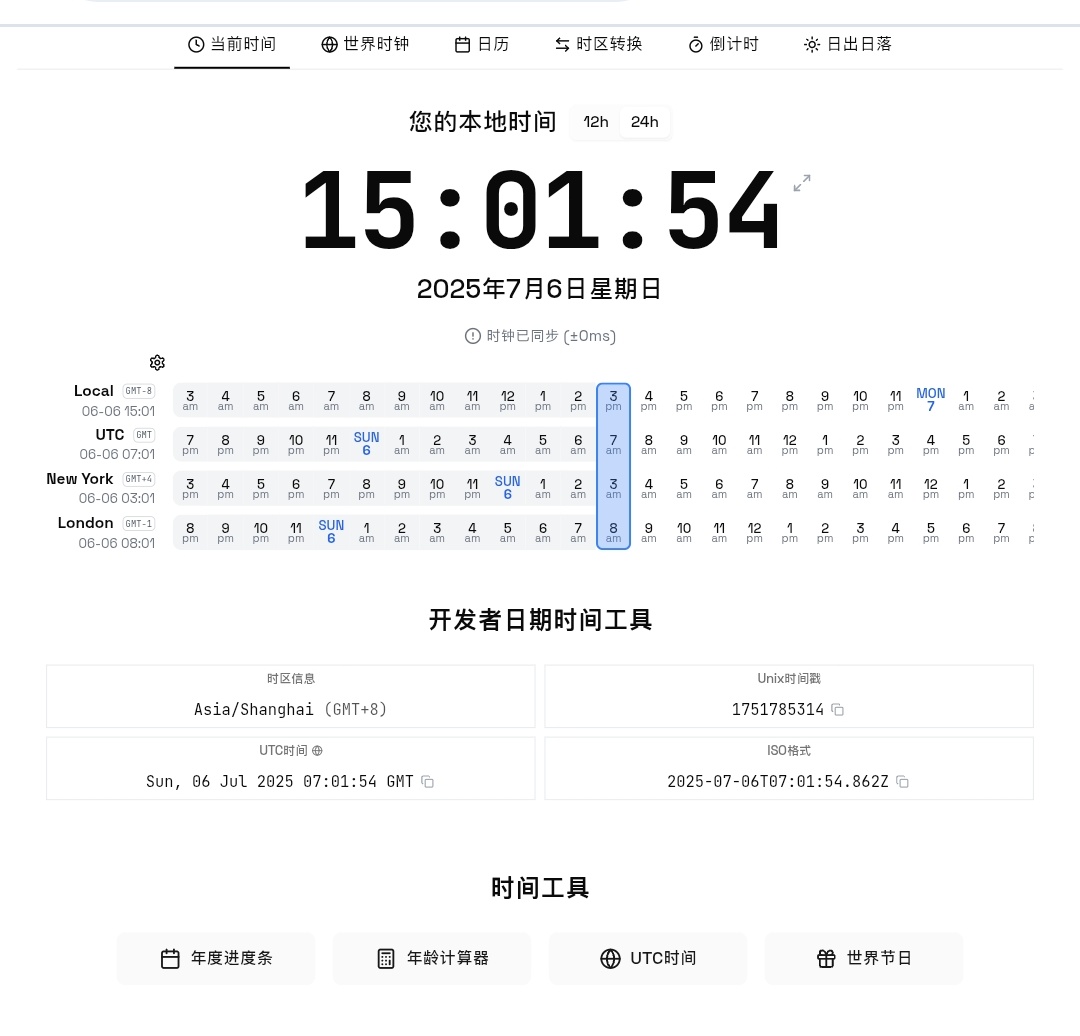 当前时间 世界时钟 日历 时区转换 倒计时 日出日落
您的本地时间 12h 24h
15:01:54
2025年7月6日星期日
时钟已同步 (±0ms)
Local GMT-8 3 4 5 6 7 8 9 10 11 12 1 2 3 4 5 6 7 8 9 10 11 MON 1 2
06-06 15:01 am am am am am am am am am pm pm pm pm pm pm pm pm pm pm pm pm 7 am am
UTC GMT 7 8 9 10 11 SUN 1 2 3 4 5 6 7 8 9 10 11 12 1 2 3 4 5 6
06-06 07:01 pm pm pm pm pm 6 am am am am am am am am am am am pm pm pm pm pm pm pm
New York GMT+4 3 4 5 6 7 8 9 10 11 SUN 1 2 3 4 5 6 7 8 9 10 11 12 1 2
06-06 03:01 pm pm pm pm pm pm pm pm pm 6 am am am am am am am am am am am pm pm pm
London GMT-1 8 9 10 11 SUN 1 2 3 4 5 6 7 8 9 10 11 12 1 2 3 4 5 6 7
06-06 08:01 pm pm pm pm 6 am am am am am am am am am am am pm pm pm pm pm pm pm pm
开发者日期时间工具
时区信息 Unix时间戳
Asia/Shanghai (GMT+8) 1751785314
UTC时间 ISO格式
Sun, 06 Jul 2025 07:01:54 GMT 2025-07-06T07:01:54.862Z
时间工具
年度进度条 年龄计算器 UTC时间 世界节日